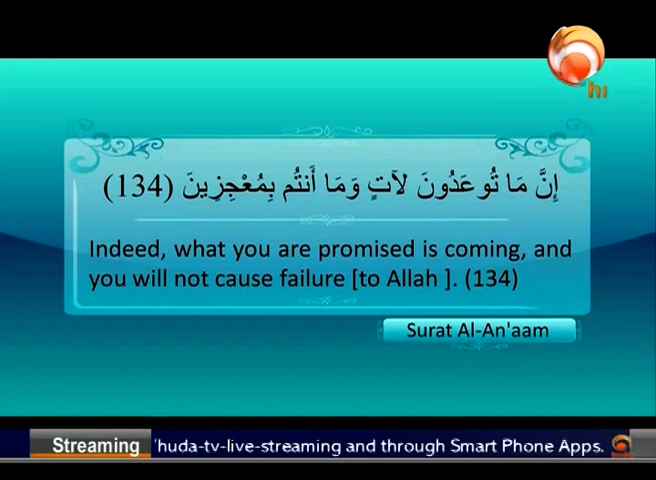 hi
إِنَّ مَا تُوعَدُونَ لَآتٍ وَمَا أَنتُم بِمُعْجِزِينَ (134)
Indeed, what you are promised is coming, and
you will not cause failure [to Allah ]. (134)
Surat Al-An'aam
Streaming 'huda-tv-live-streaming and through Smart Phone Apps.